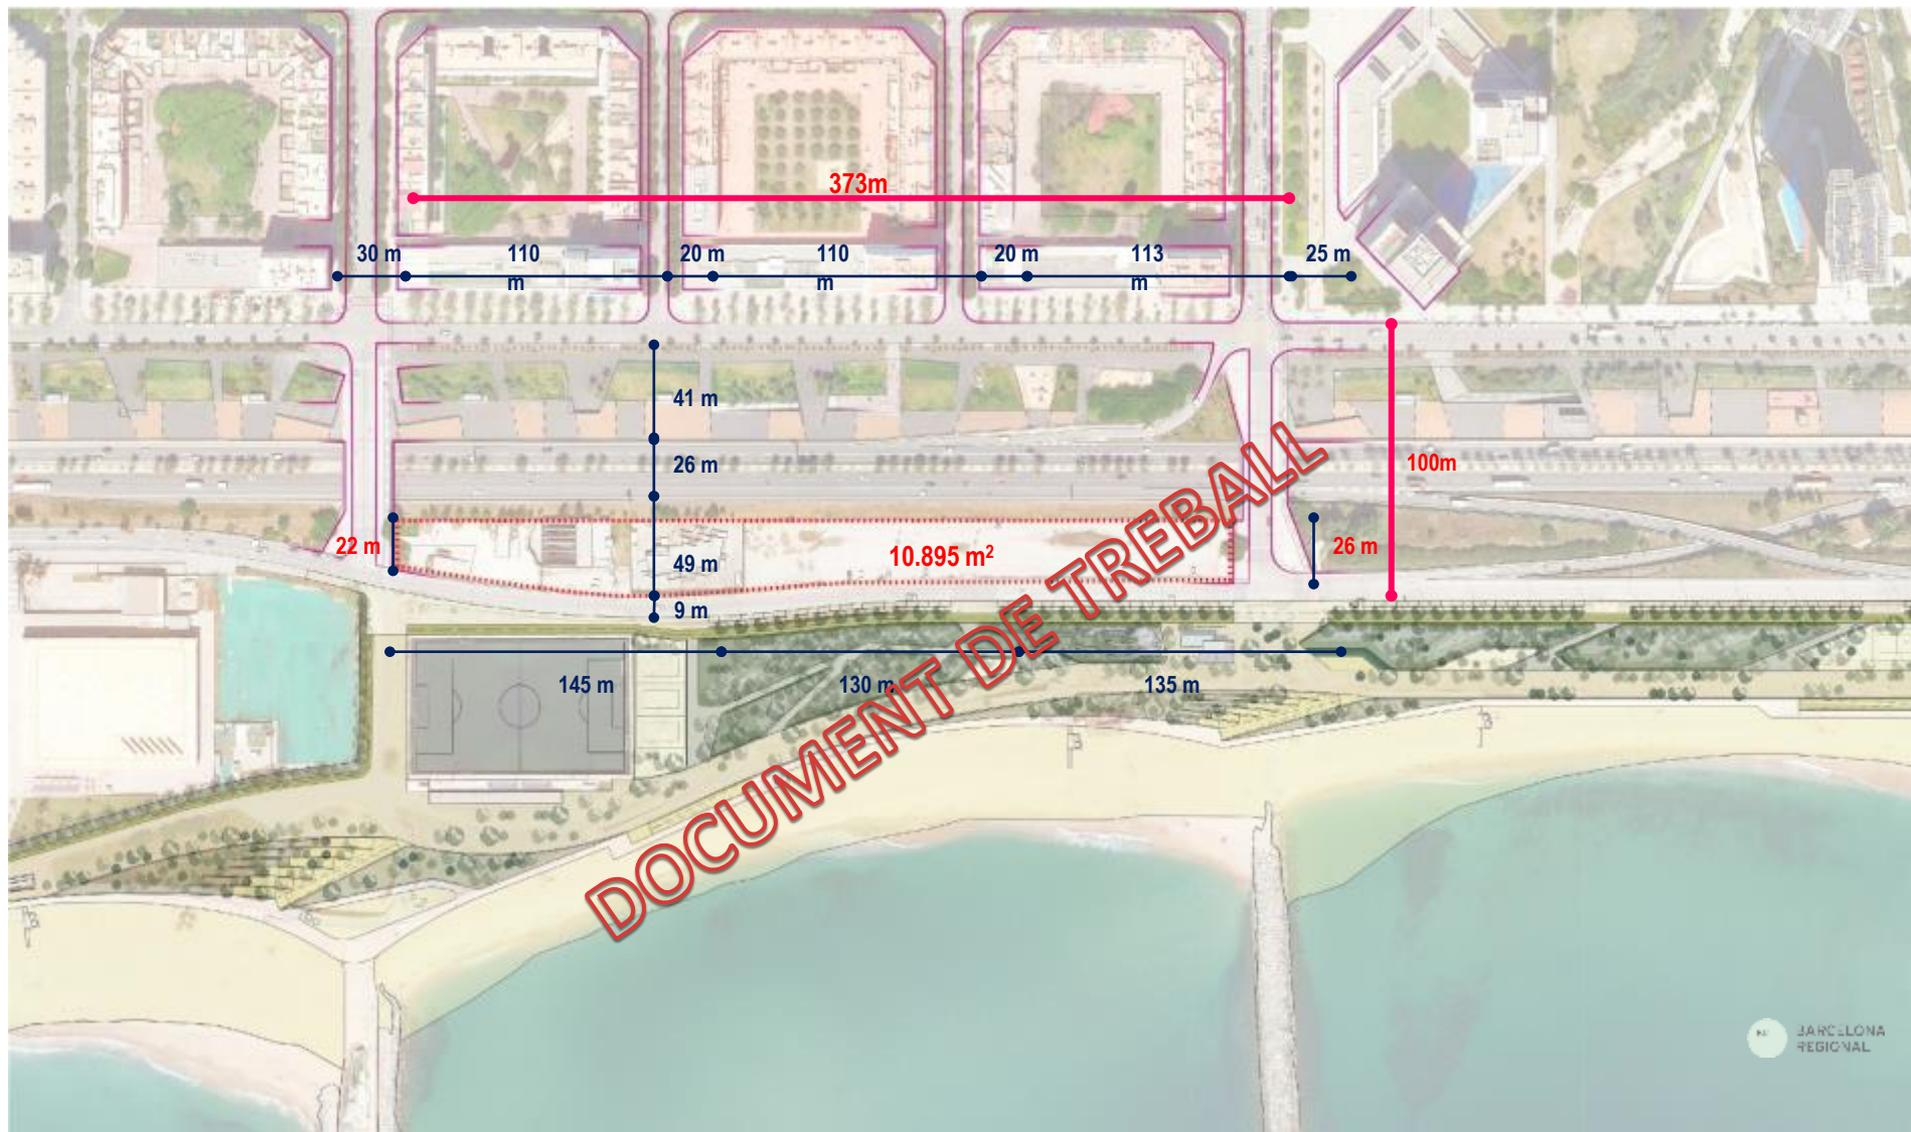 373m
30 m
110
m
20 m
110
m
20 m
113
m
25 m
41 m
26 m
100m
22 m
49 m
10.895 m²
26 m
9 m
145 m
130 m
135 m
DOCUMENT DE TREBALL
BARCELONA
REGIONAL